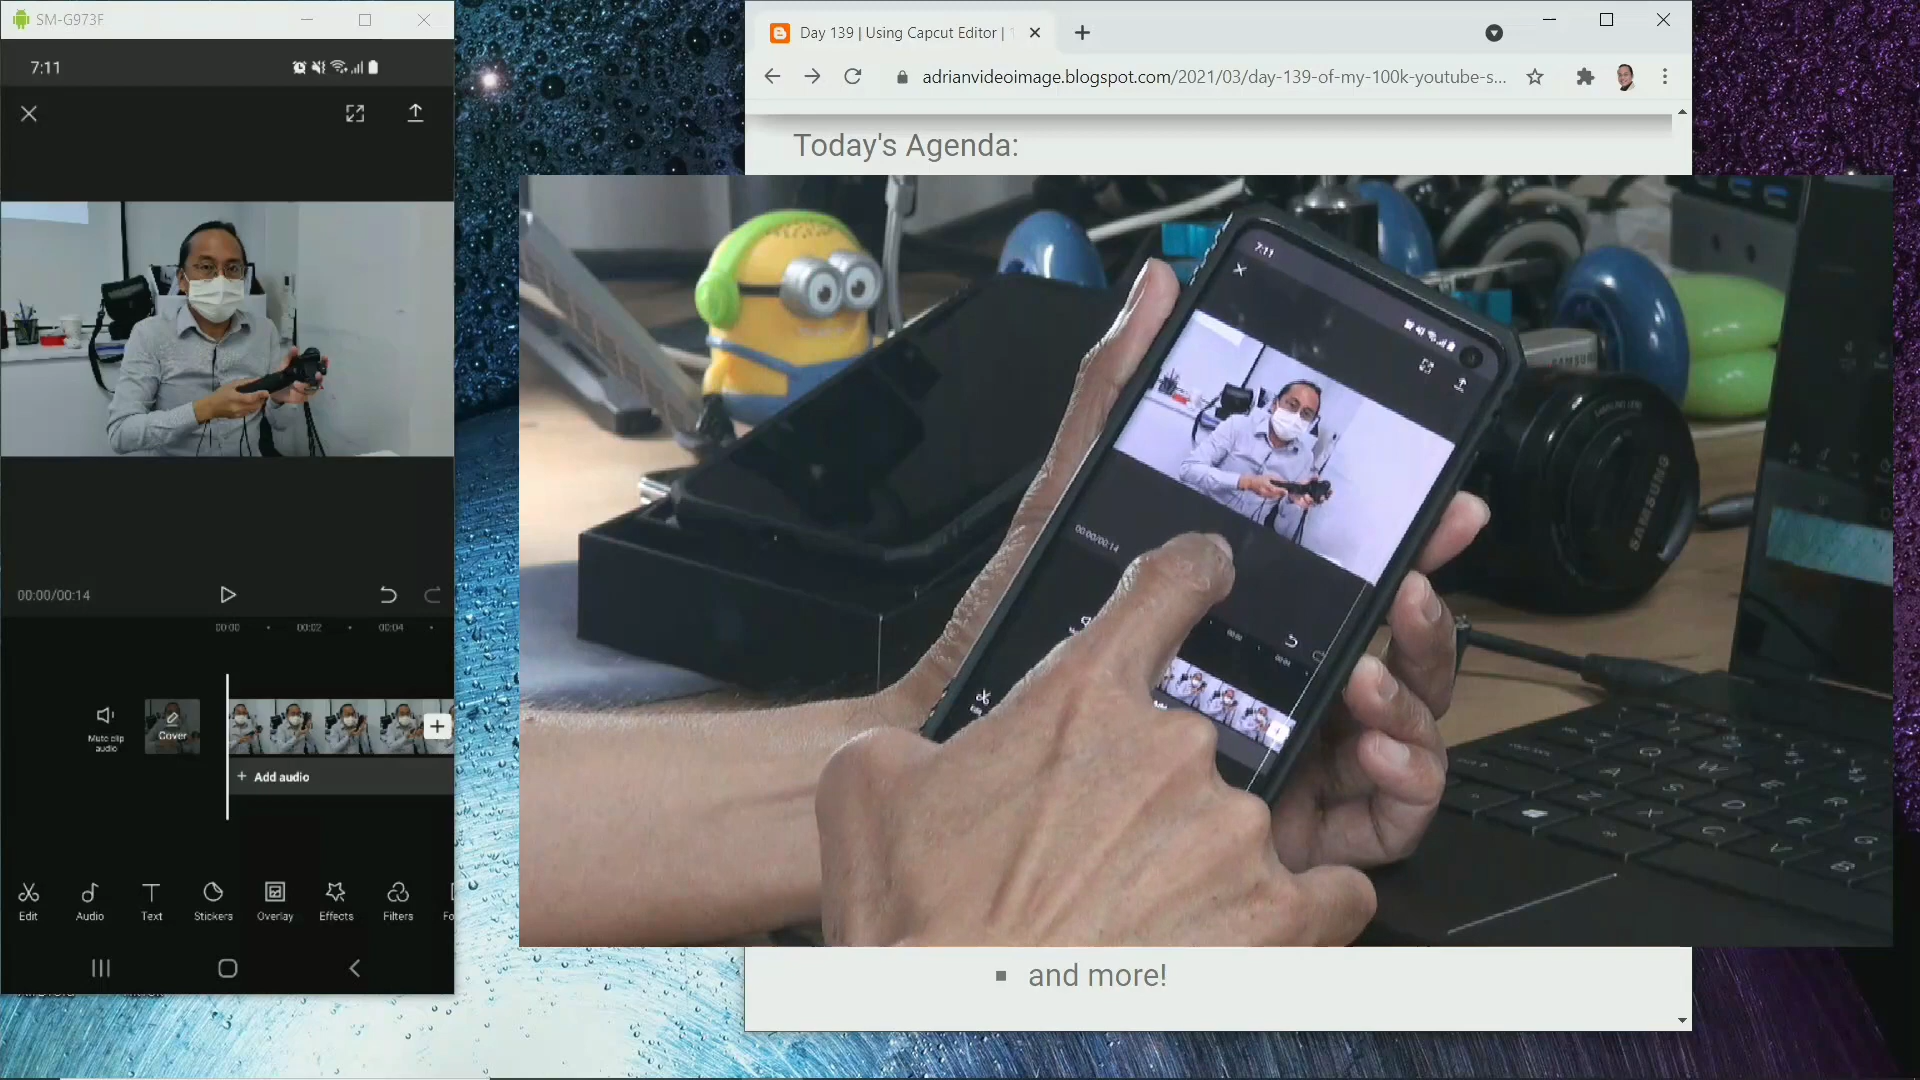 SM-G973F
7:11
00:00/00:14
00:00
00:02
00:04
Mute clip
audio
Cover
+ Add audio
Edit
Audio
Text
Stickers
Overlay
Effects
Filters
Day 139 | Using Capcut Editor |
adrianvideoimage.blogspot.com/2021/03/day-139-of-my-100k-youtube-s...
Today's Agenda:
7:11
00:00/00:14
SAMSUNG
SAMSUNG
and more!